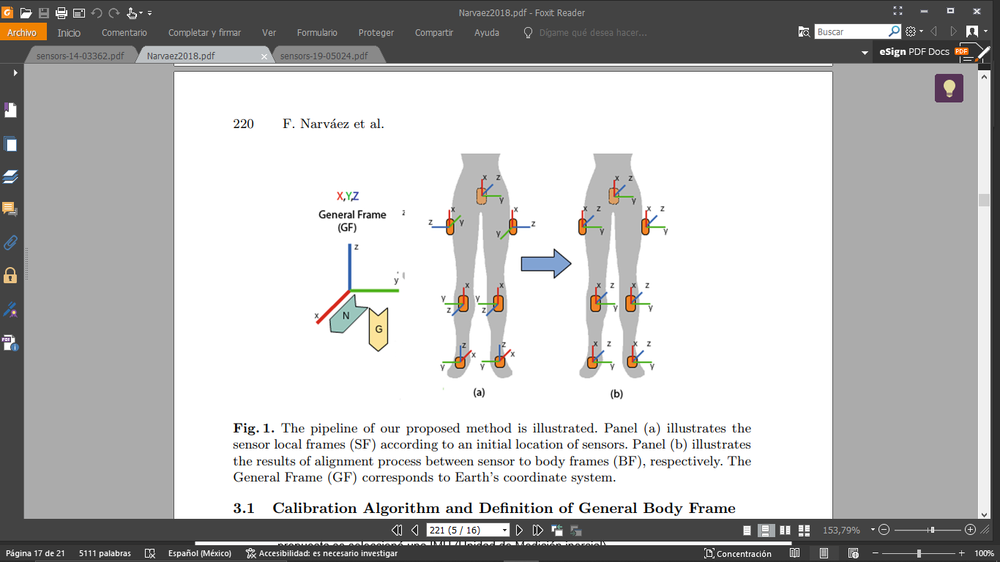 Narvaez2018.pdf - Foxit Reader
Archivo Inicio Comentario Completar y firmar Ver Formulario Proteger Compartir Ayuda Dígame qué desea hacer... Buscar
sensors-14-03362.pdf Narvaez2018.pdf sensors-19-05024.pdf eSign PDF Docs PDF
220 F. Narváez et al.
X,Y,Z
General Frame
(GF)
z
y
x
N
G
z
x z
y
x
z y
x
z
y
x
y
z
x
y
z
z
x
y
z
x
y
(a)
x z
y
x z
y
x z
y
x z
y
x z
y
x z
y
x z
y
(b)
Fig. 1. The pipeline of our proposed method is illustrated. Panel (a) illustrates the
sensor local frames (SF) according to an initial location of sensors. Panel (b) illustrates
the results of alignment process between sensor to body frames (BF), respectively. The
General Frame (GF) corresponds to Earth's coordinate system.
3.1 Calibration Algorithm and Definition of General Body Frame
221 (5 / 16) 153,79%
Página 17 de 21 5111 palabras Español (México) Accesibilidad: es necesario investigar Concentración 100%